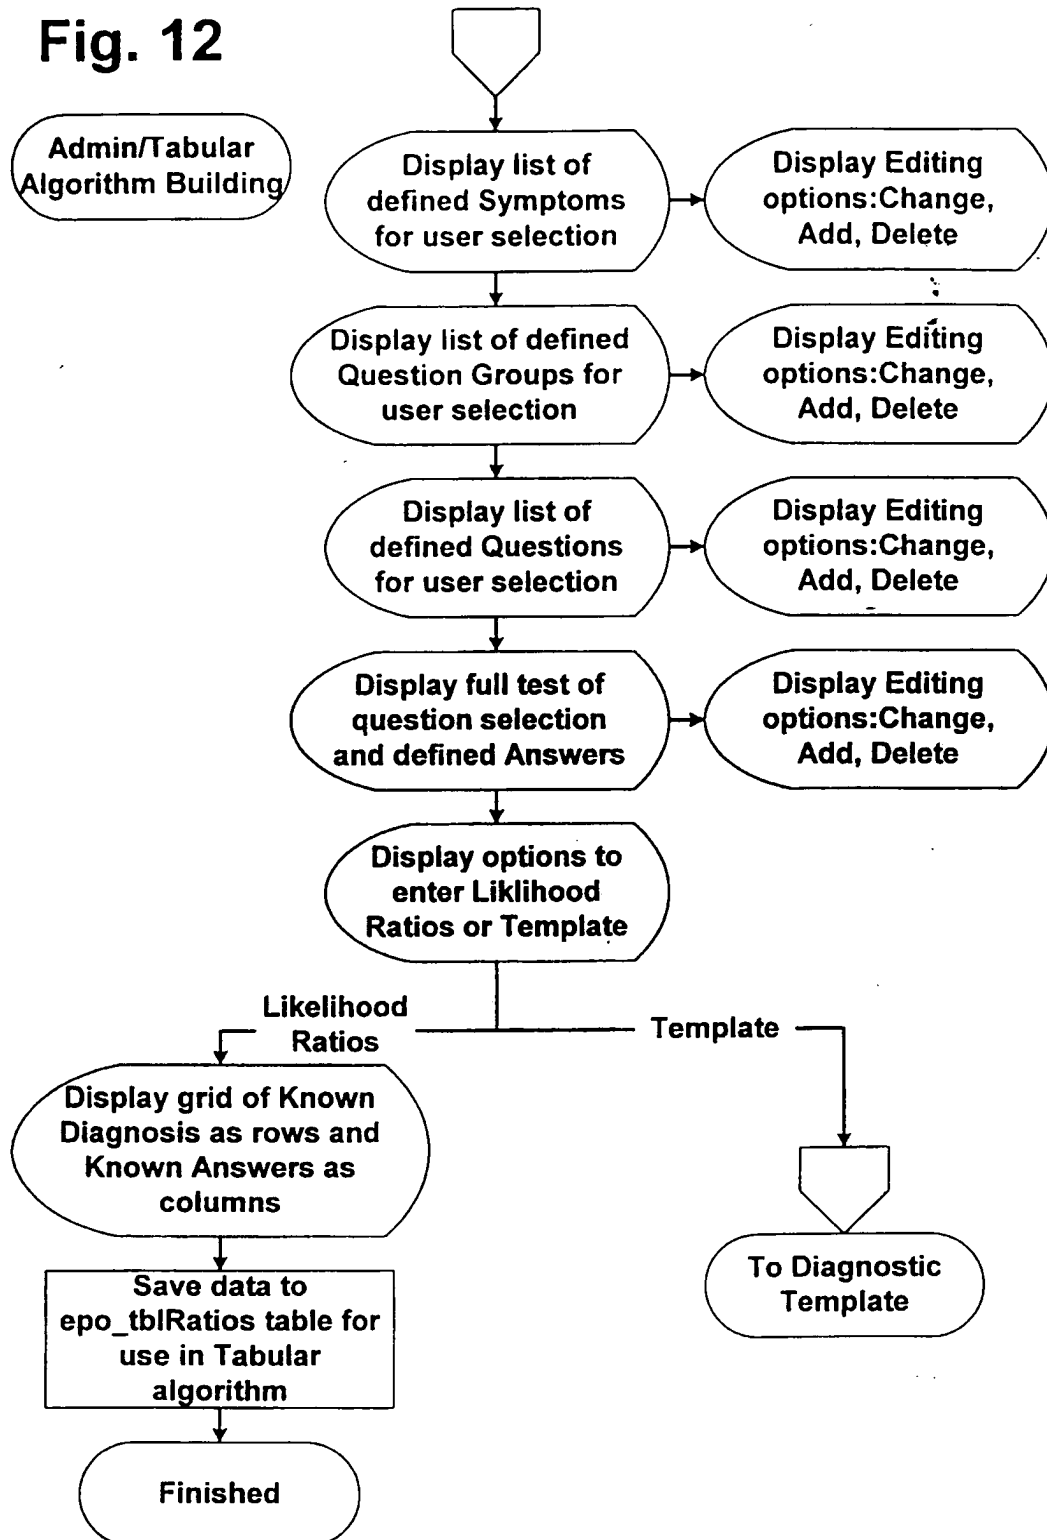 Fig. 12
Admin/Tabular
Algorithm Building
Display list of
defined Symptoms
for user selection
Display Editing
options:Change,
Add, Delete
Display list of defined
Question Groups for
user selection
Display Editing
options:Change,
Add, Delete
Display list of
defined Questions
for user selection
Display Editing
options:Change,
Add, Delete
Display full test of
question selection
and defined Answers
Display Editing
options:Change,
Add, Delete
Display options to
enter Liklihood
Ratios or Template
Likelihood
Ratios
Template
Display grid of Known
Diagnosis as rows and
Known Answers as
columns
Save data to
epo_tblRatios table for
use in Tabular
algorithm
Finished
To Diagnostic
Template